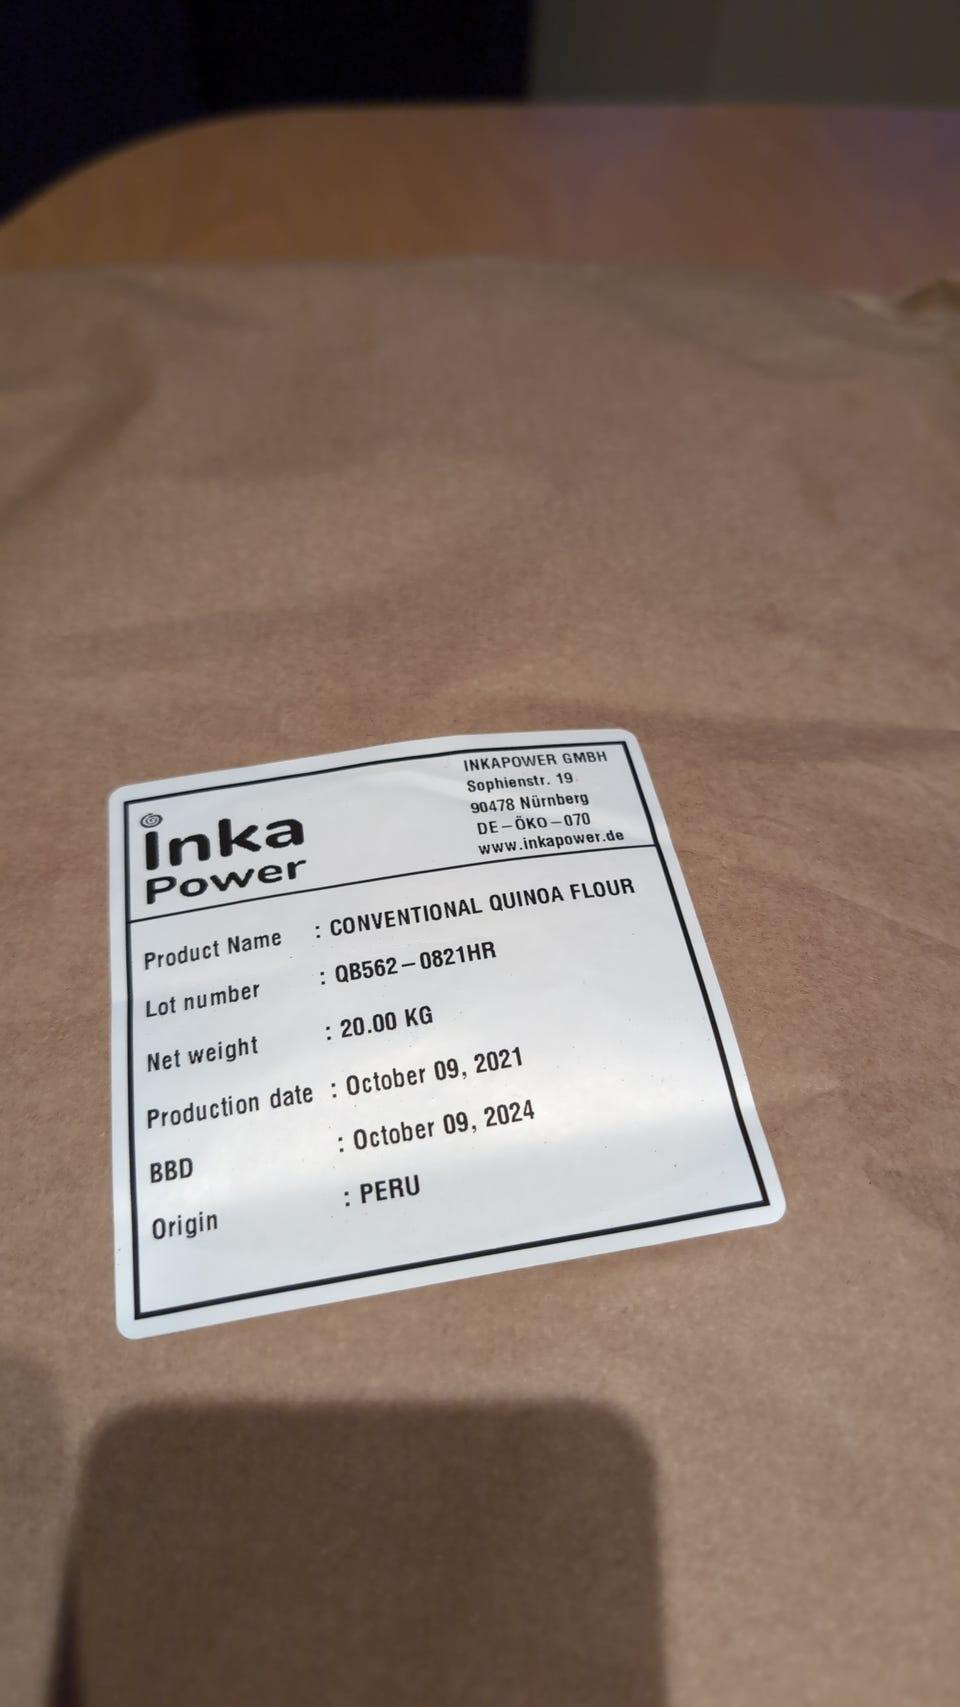 Inka
Power
INKAPOWER GMBH
Sophienstr. 19
90478 Nürnberg
DE–ÖKO–070
www.inkapower.de
Product Name : CONVENTIONAL QUINOA FLOUR
Lot number : QB562–0821HR
Net weight : 20.00 KG
Production date : October 09, 2021
BBD : October 09, 2024
Origin : PERU